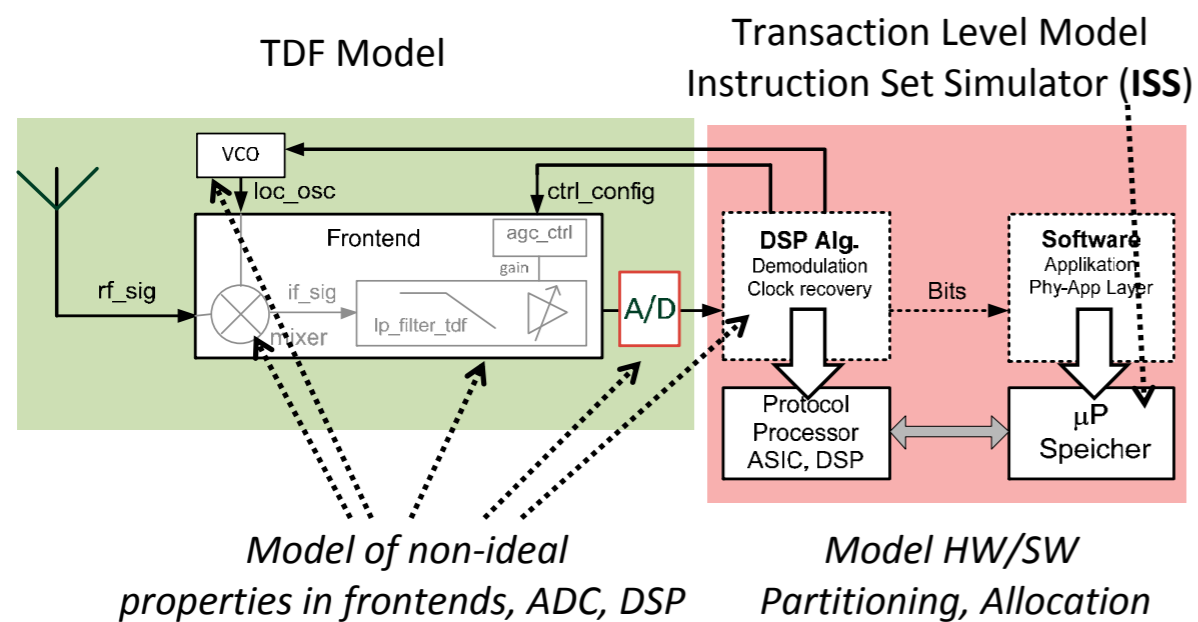 TDF Model
Transaction Level Model
Instruction Set Simulator (ISS)
VCO
loc_osc
ctrl_config
Frontend
agc_ctrl
gain
rf_sig
if_sig
mixer
lp_filter_tdf
A/D
DSP Alg.
Demodulation
Clock recovery
Bits
Software
Applikation
Phy-App Layer
Protocol
Processor
ASIC, DSP
μP
Speicher
Model of non-ideal
properties in frontends, ADC, DSP
Model HW/SW
Partitioning, Allocation